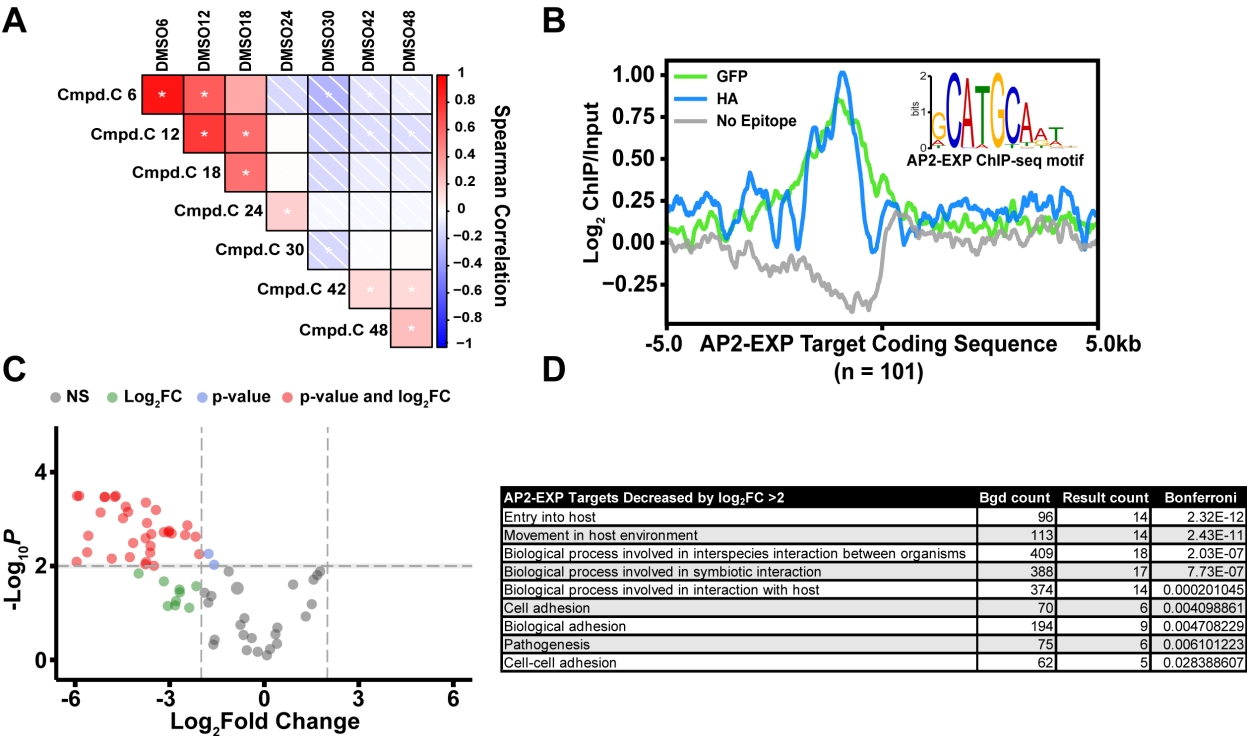 A
DMSO6
DMSO12
DMSO18
DMSO24
DMSO30
DMSO42
DMSO48
Cmpd.C 6
Cmpd.C 12
Cmpd.C 18
Cmpd.C 24
Cmpd.C 30
Cmpd.C 42
Cmpd.C 48
* *
* *
*
* * *
* *
*
*
*
* *
*
1
0.8
0.6
0.4
0.2
0
−0.2
−0.4
−0.6
−0.8
−1
Spearman Correlation
B
Log2 ChIP/Input
1.00
0.75
0.50
0.25
0.00
−0.25
GFP
HA
No Epitope
2
1
0
bits
GCATGCAAT
AP2-EXP ChIP-seq motif
-5.0 AP2-EXP Target Coding Sequence 5.0kb
(n = 101)
C
NS Log2FC p-value p-value and log2FC
-Log10P
4
2
0
-6 -3 0 3 6
Log2Fold Change
D
AP2-EXP Targets Decreased by log2FC >2 Bgd count Result count Bonferroni
Entry into host 96 14 2.32E-12
Movement in host environment 113 14 2.43E-11
Biological process involved in interspecies interaction between organisms 409 18 2.03E-07
Biological process involved in symbiotic interaction 388 17 7.73E-07
Biological process involved in interaction with host 374 14 0.000201045
Cell adhesion 70 6 0.004098861
Biological adhesion 194 9 0.004708229
Pathogenesis 75 6 0.006101223
Cell-cell adhesion 62 5 0.028388607